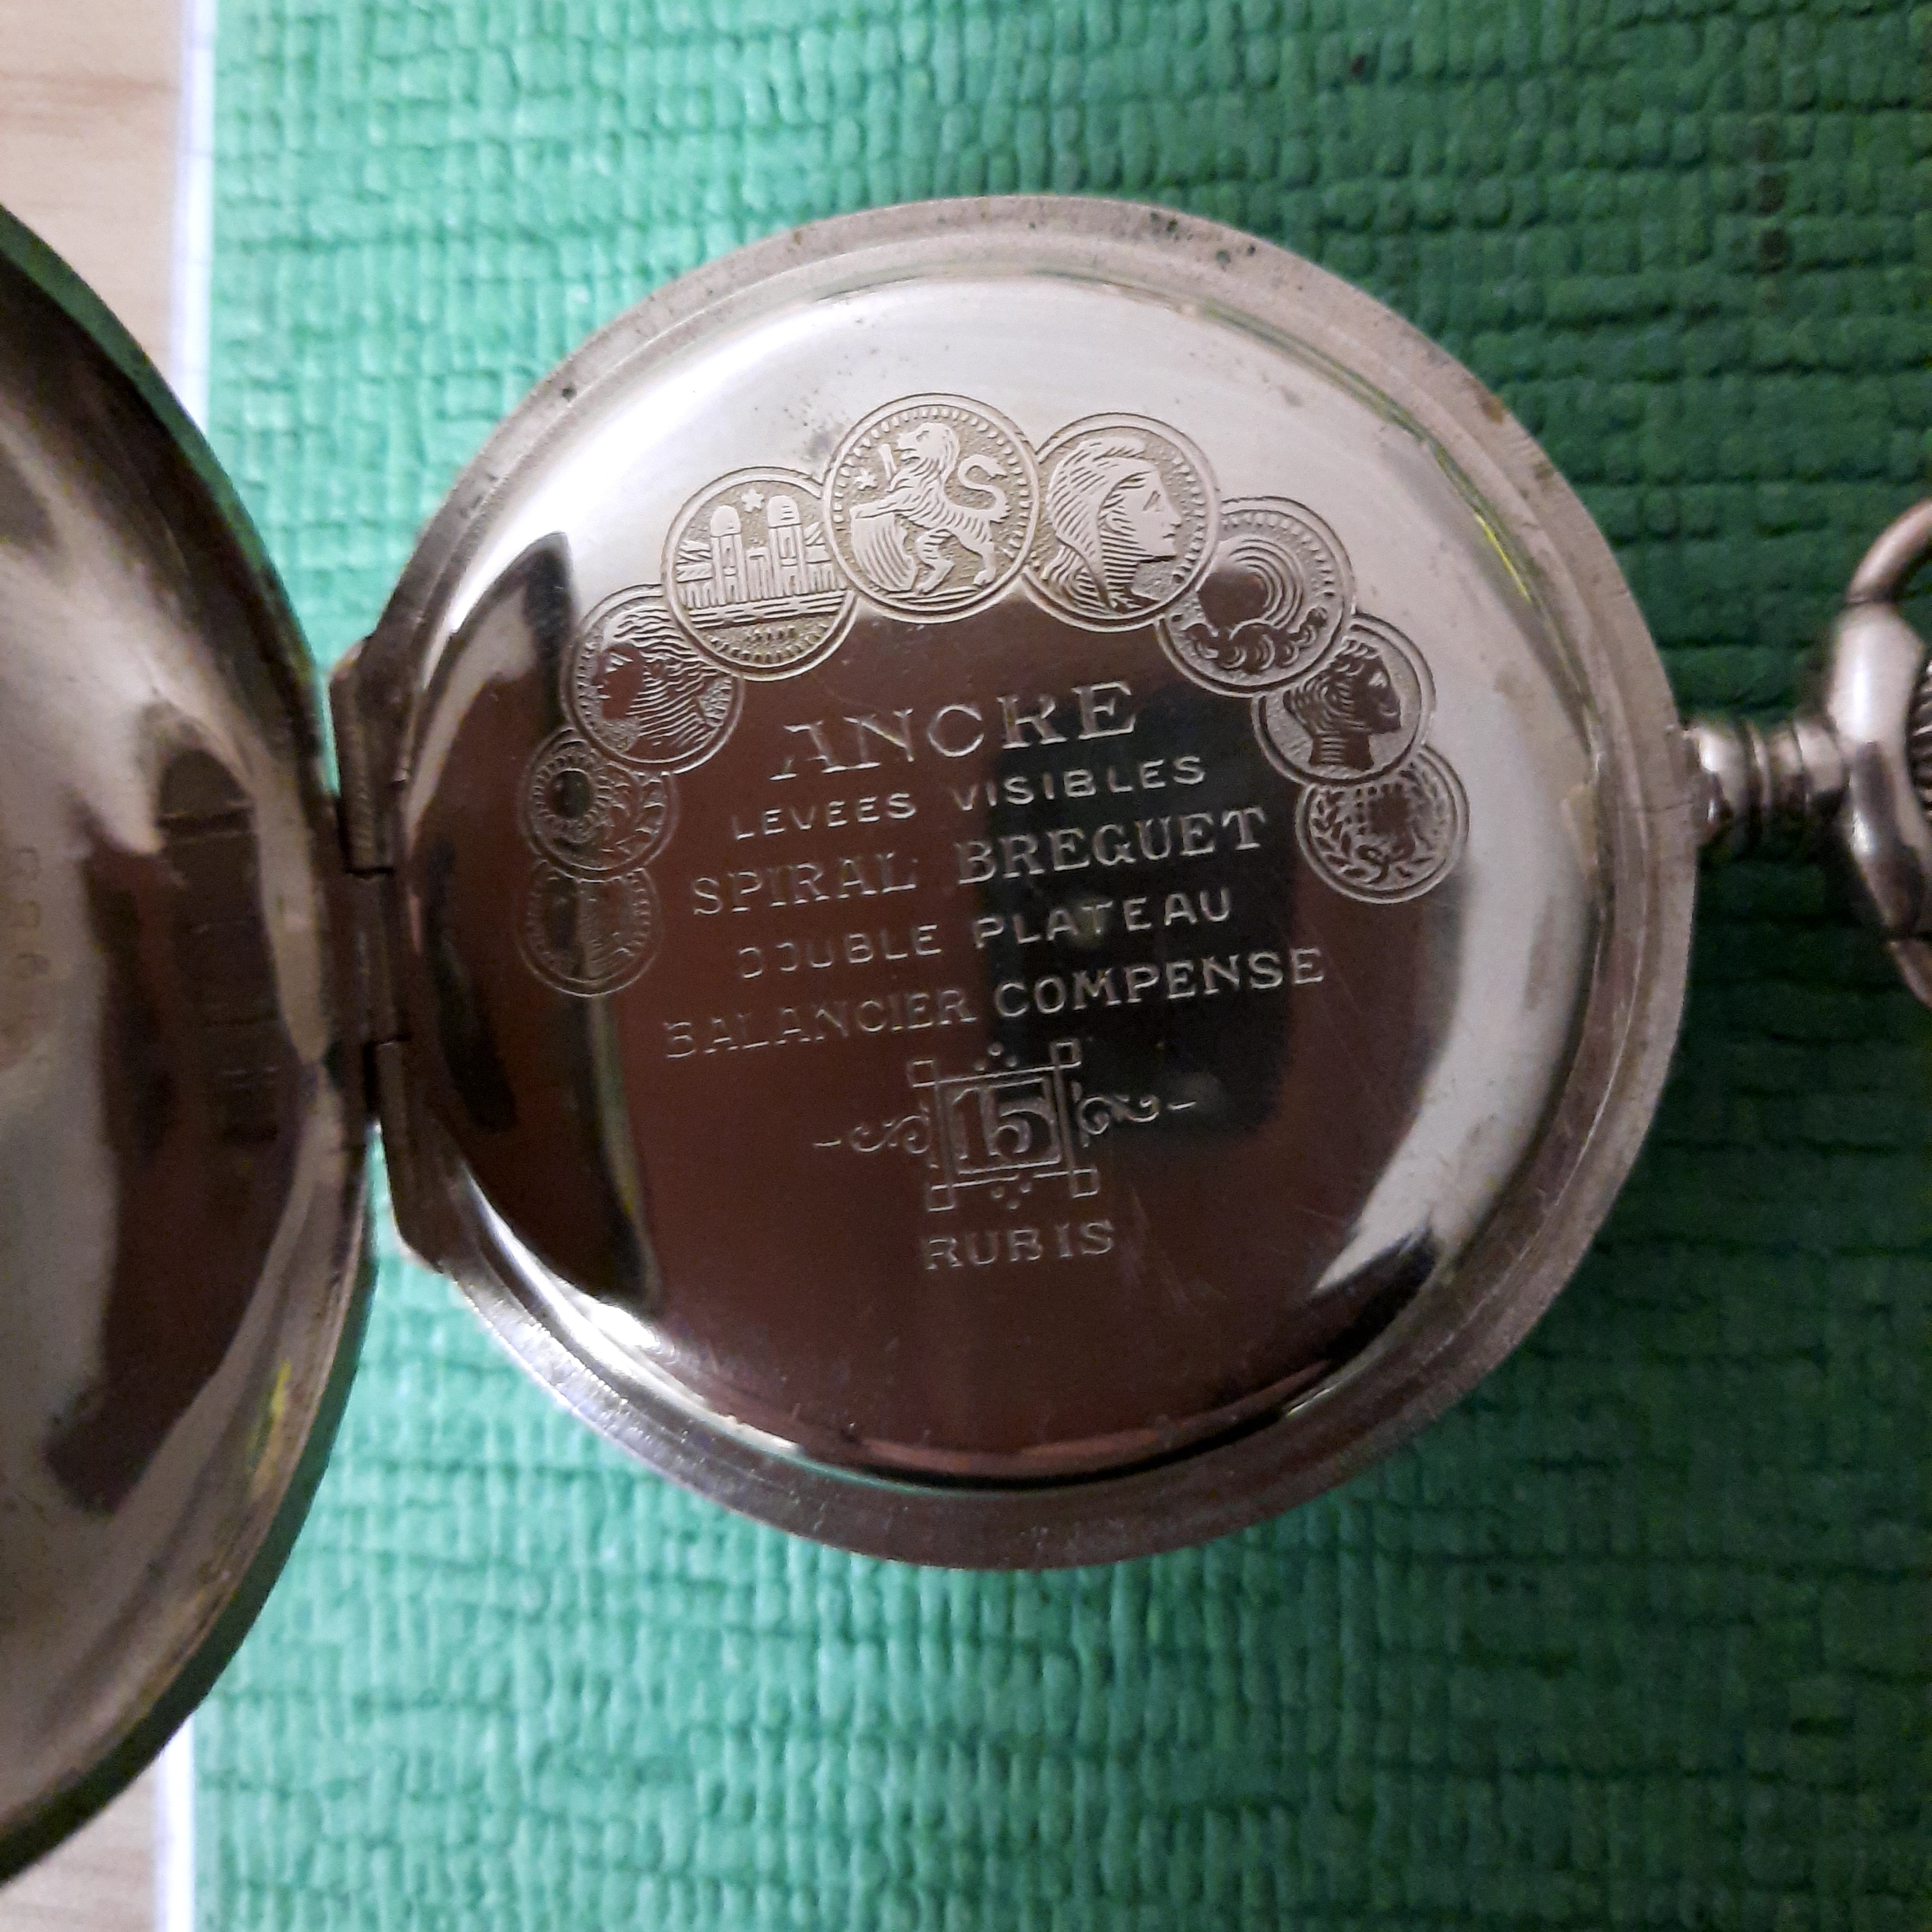 ANCRE
LEVEES VISIBLES
SPIRAL BREGUET
DOUBLE PLATEAU
BALANCIER COMPENSE
15
RUBIS